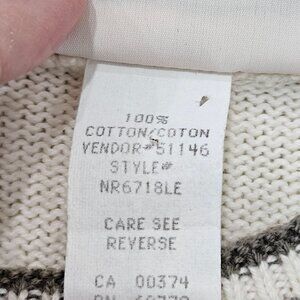 100%
COTTON/COTON
VENDOR# 51146
STYLE#
NR6718LE
CARE SEE
REVERSE
CA 00374